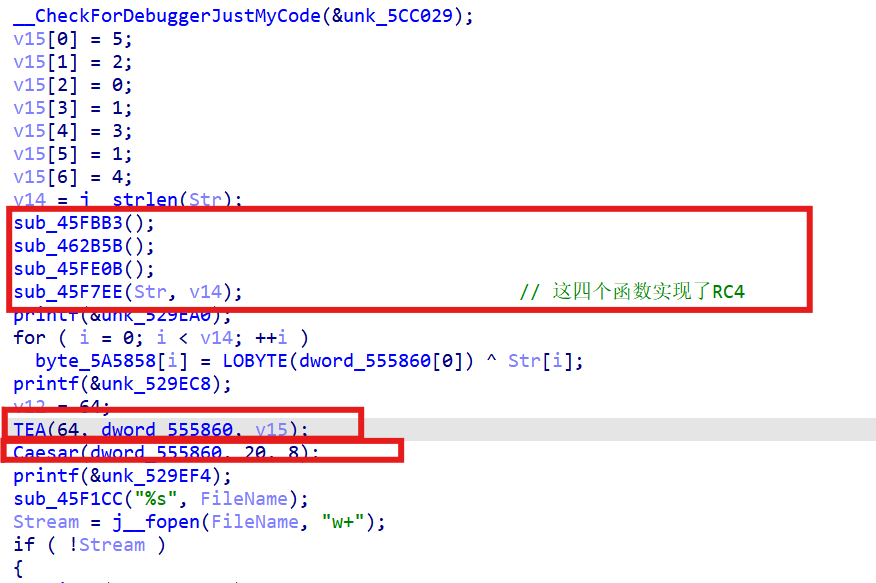 __CheckForDebuggerJustMyCode(&unk_5CC029);
v15[0] = 5;
v15[1] = 2;
v15[2] = 0;
v15[3] = 1;
v15[4] = 3;
v15[5] = 1;
v15[6] = 4;
v14 = j__strlen(Str);
sub_45FBB3();
sub_462B5B();
sub_45FE0B();
sub_45F7EE(Str, v14); // 这四个函数实现了RC4
printf(&unk_529EA0);
for ( i = 0; i < v14; ++i )
byte_5A5858[i] = LOBYTE(dword_555860[0]) ^ Str[i];
printf(&unk_529EC8);
v12 = 64;
TEA(64, dword_555860, v15);
Caesar(dword_555860, 20, 8);
printf(&unk_529EF4);
sub_45F1CC("%s", FileName);
Stream = j__fopen(FileName, "w+");
if ( !Stream )
{